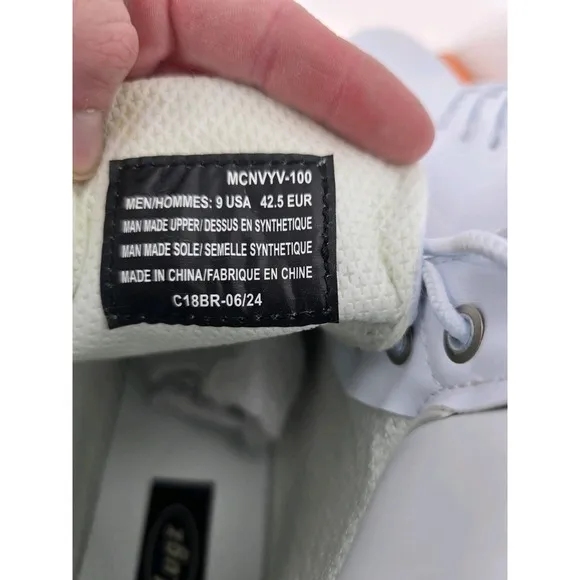 MCNVYV-100
MEN/HOMMES: 9 USA 42.5 EUR
MAN MADE UPPER/ DESSUS EN SYNTHETIQUE
MAN MADE SOLE/ SEMELLE SYNTHETIQUE
MADE IN CHINA/FABRIQUE EN CHINE
C18BR-06/24